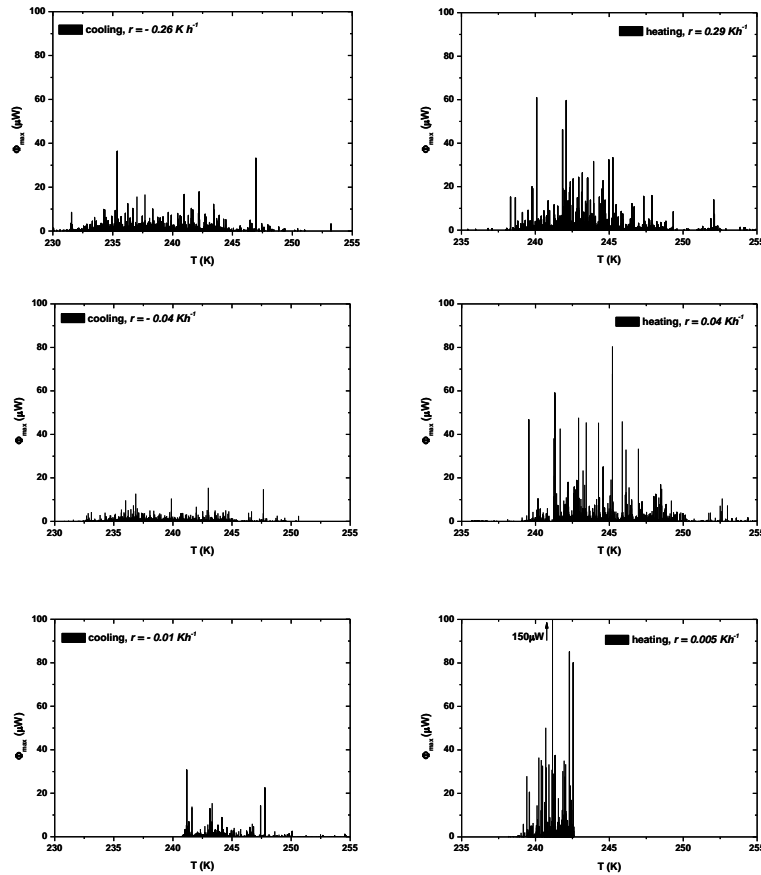 cooling, r = - 0.26 K h⁻¹
100
80
60
40
20
0
Φmax (µW)
230 235 240 245 250 255
T (K)
heating, r = 0.29 Kh⁻¹
100
80
60
40
20
0
Φmax (µW)
235 240 245 250 255
T (K)
cooling, r = - 0.04 Kh⁻¹
100
80
60
40
20
0
Φmax (µW)
230 235 240 245 250 255
T (K)
heating, r = 0.04 Kh⁻¹
100
80
60
40
20
0
Φmax (µW)
235 240 245 250 255
T (K)
cooling, r = - 0.01 Kh⁻¹
100
80
60
40
20
0
Φmax (µW)
230 235 240 245 250 255
T (K)
150µW
heating, r = 0.005 Kh⁻¹
100
80
60
40
20
0
Φmax (µW)
235 240 245 250 255
T (K)